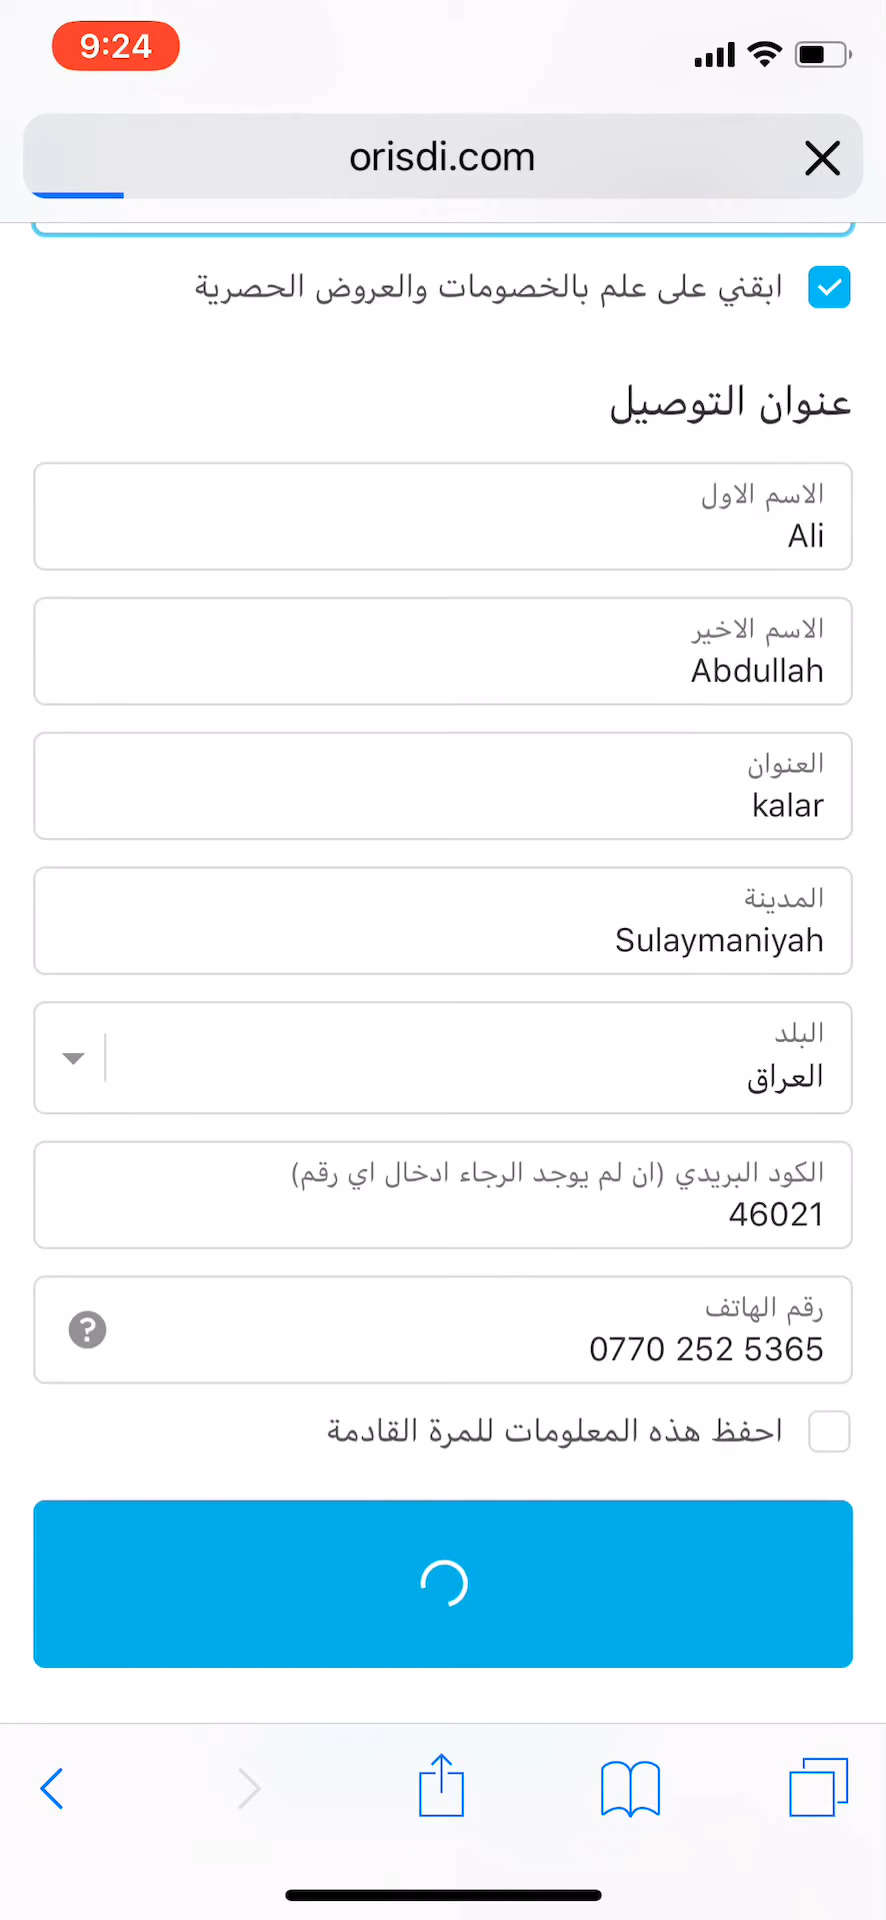 9:24
orisdi.com
ابقني على علم بالخصومات والعروض الحصرية
عنوان التوصيل
الاسم الاول
Ali
الاسم الاخير
Abdullah
العنوان
kalar
المدينة
Sulaymaniyah
البلد
العراق
الكود البريدي (ان لم يوجد الرجاء ادخال اي رقم)
46021
رقم الهاتف
0770 252 5365
احفظ هذه المعلومات للمرة القادمة